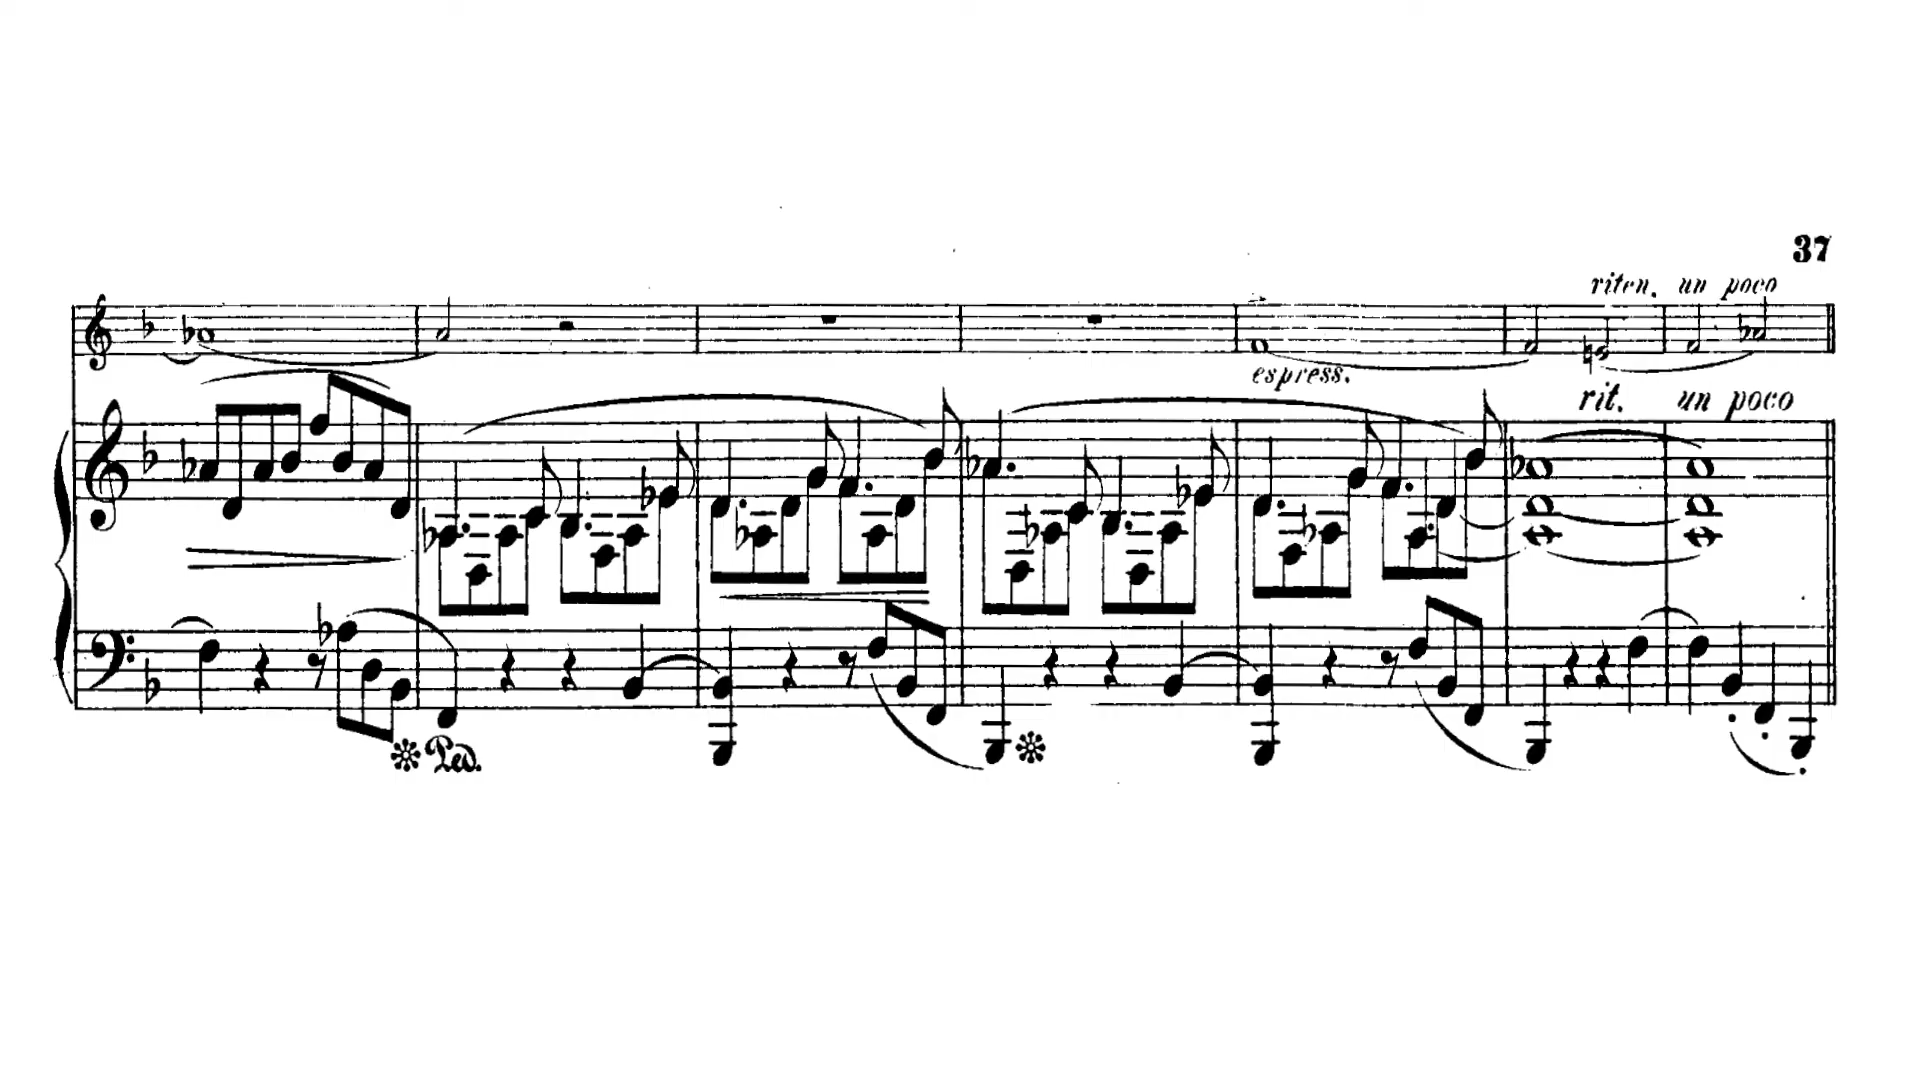 37
riten. un poco
espress.
rit. un poco
Ped.